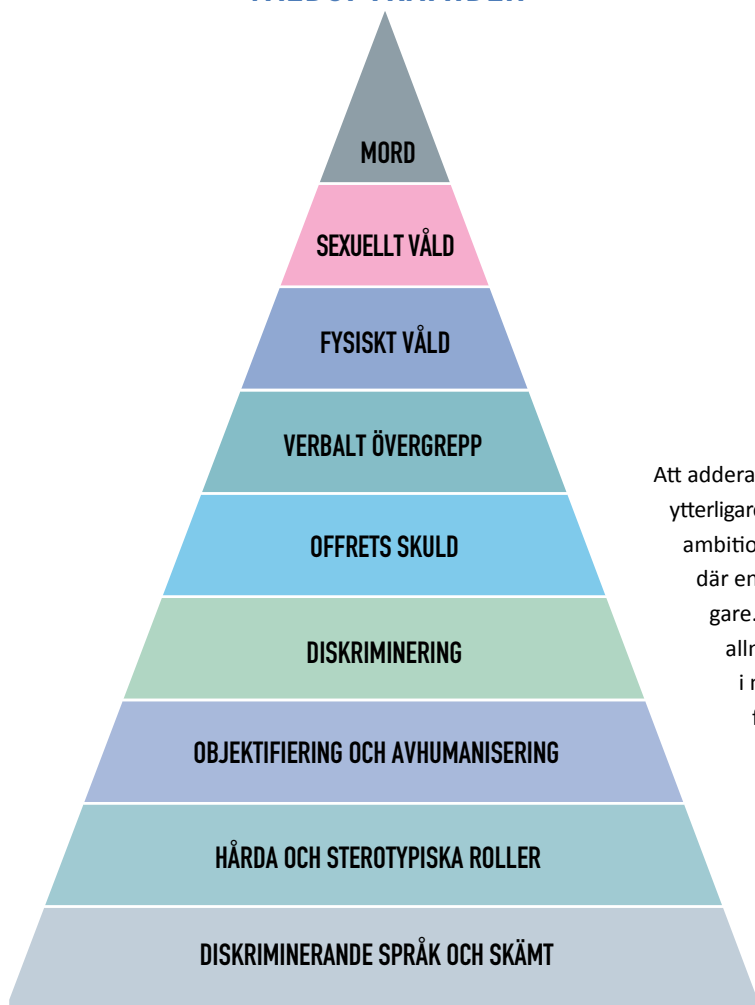 MORD
SEXUELLT VÅLD
FYSISKT VÅLD
VERBALT ÖVERGREPP
OFFRETS SKULD
DISKRIMINERING
OBJEKTIFIERING OCH AVHUMANISERING
HÅRDA OCH STEROTYPISKA ROLLER
DISKRIMINERANDE SPRÅK OCH SKÄMT
Att addera
där en
gare.
i